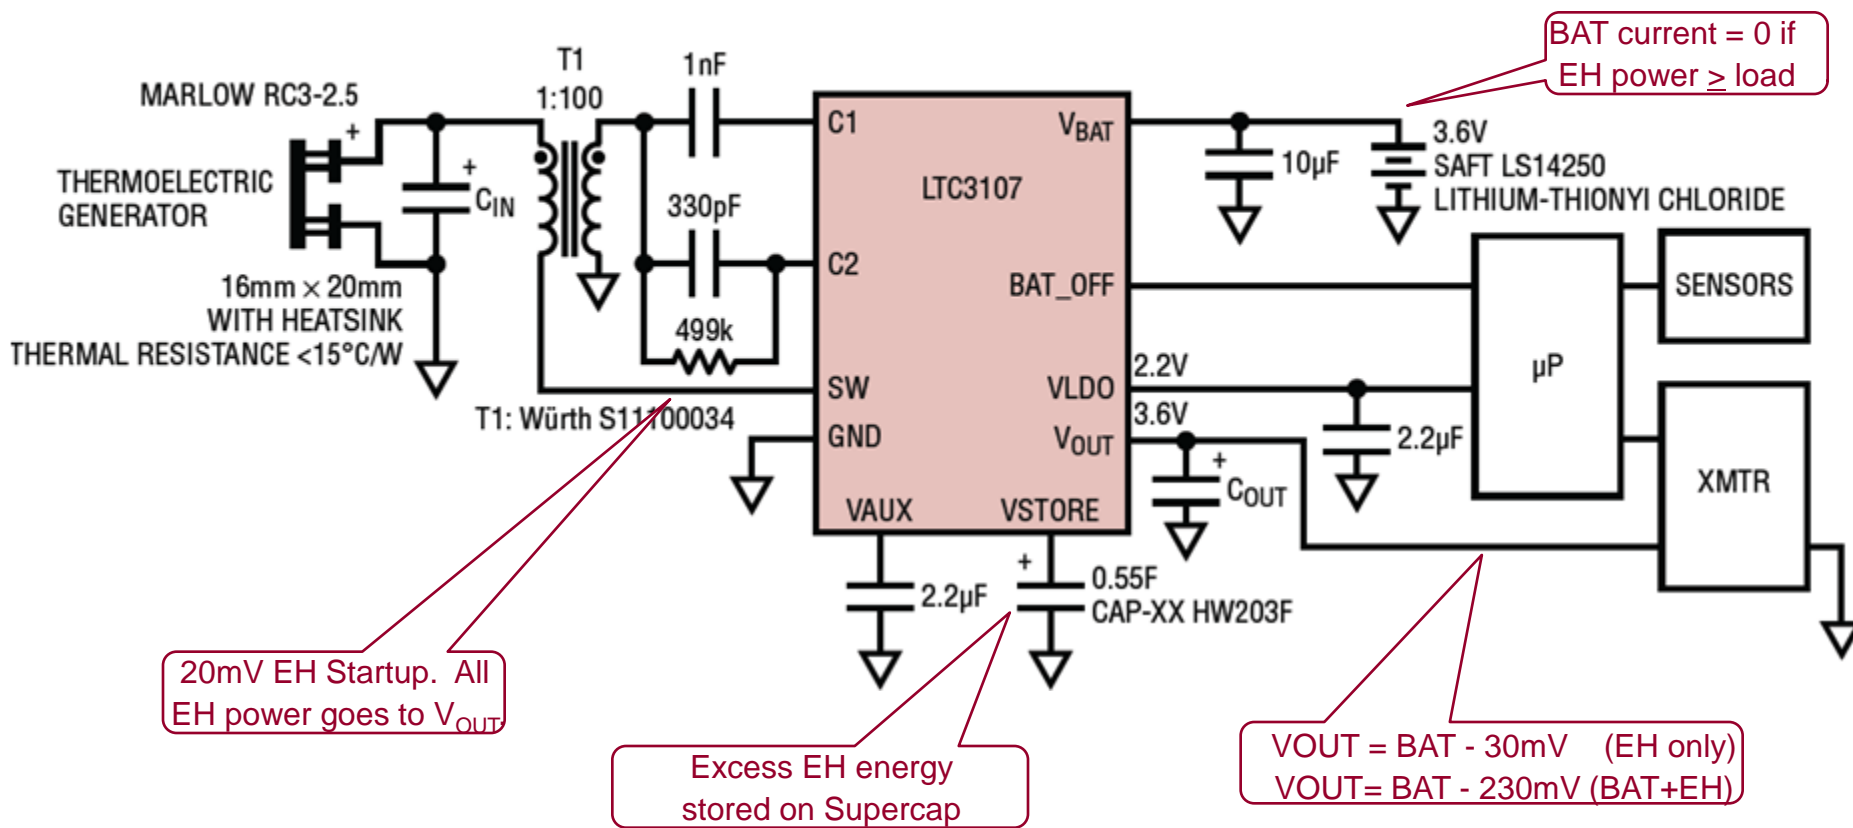 BAT current = 0 if
EH power ≥ load
T1
1:100
1nF
MARLOW RC3-2.5
+
THERMOELECTRIC
GENERATOR
+
CIN
16mm × 20mm
WITH HEATSINK
THERMAL RESISTANCE <15°C/W
330pF
499k
T1: Würth S11100034
C1
C2
SW
GND
VAUX
VSTORE
LTC3107
VBAT
BAT_OFF
VLDO
VOUT
10µF
3.6V
SAFT LS14250
LITHIUM-THIONYI CHLORIDE
2.2V
3.6V
+
COUT
2.2µF
µP
SENSORS
XMTR
2.2µF
+
0.55F
CAP-XX HW203F
20mV EH Startup. All
EH power goes to VOUT.
Excess EH energy
stored on Supercap
VOUT = BAT - 30mV (EH only)
VOUT= BAT - 230mV (BAT+EH)